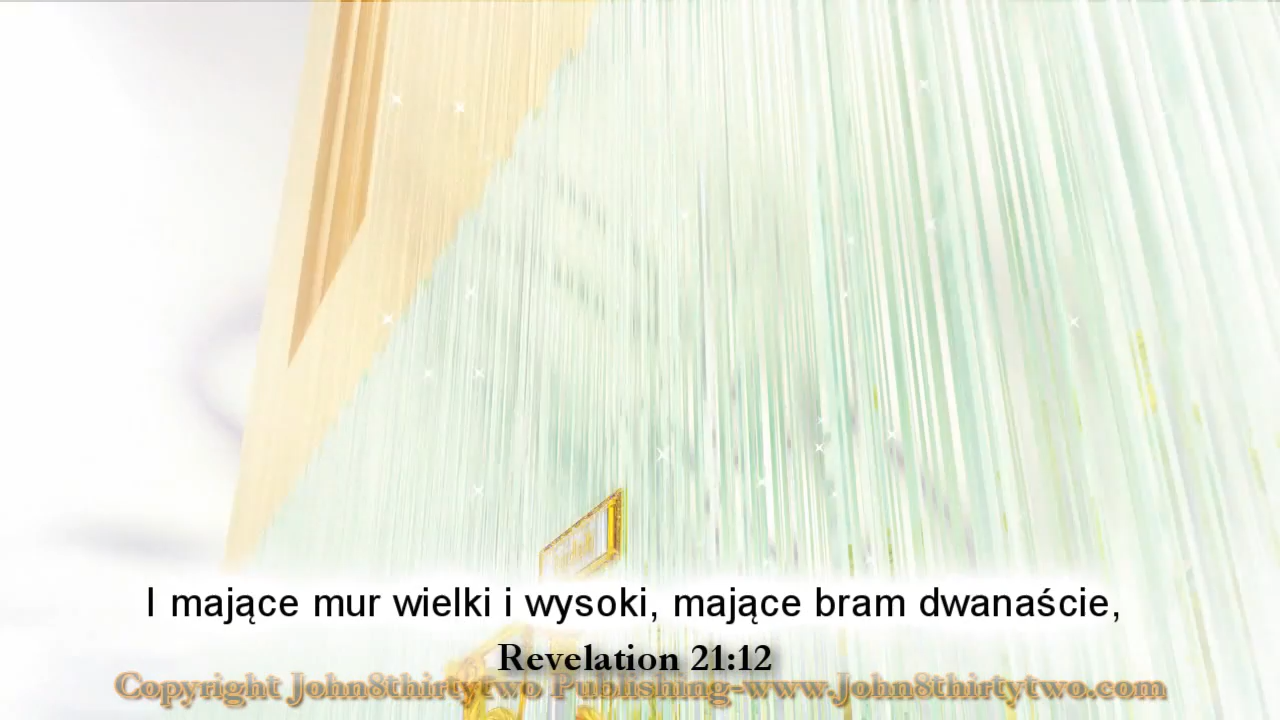 I mające mur wielki i wysoki, mające bram dwanaście,
Revelation 21:12
Copyright John8thirtytwo Publishing-www.John8thirtytwo.com